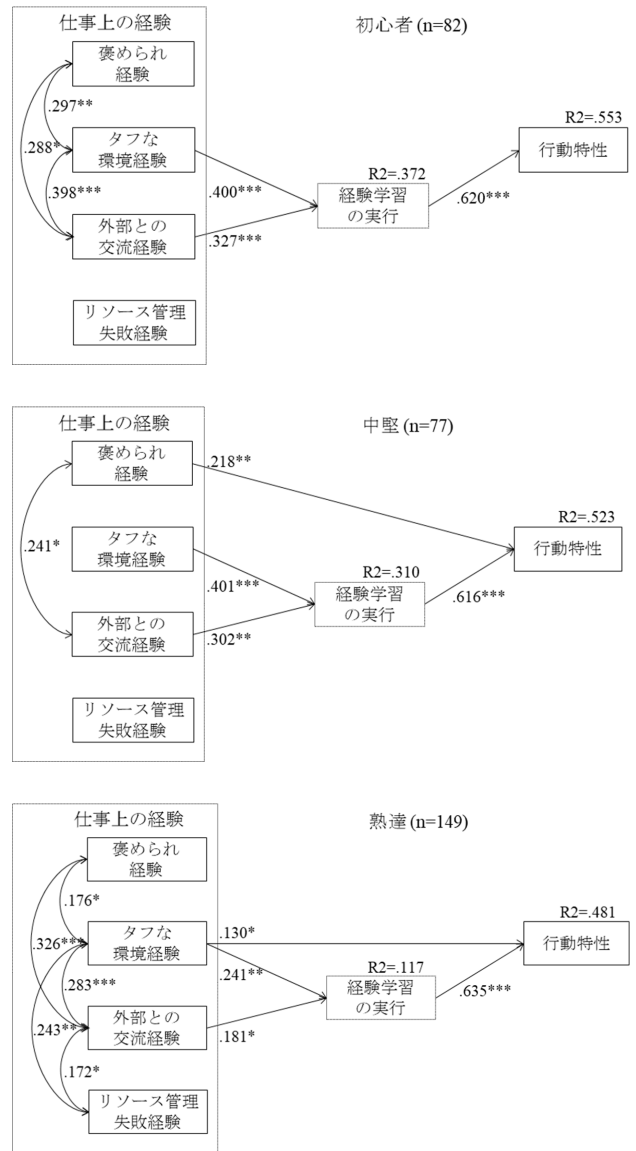 仕事上の経験
初心者 (n=82)
褒められ
経験
.297**
R2=.553
.288*
タフな
環境経験
行動特性
R2=.372
.398***
.400***
経験学習
の実行
.620***
外部との
交流経験
.327***
リソース管理
失敗経験
仕事上の経験
中堅 (n=77)
褒められ
経験
.218**
R2=.523
.241*
タフな
環境経験
行動特性
R2=.310
.401***
経験学習
の実行
.616***
外部との
交流経験
.302**
リソース管理
失敗経験
仕事上の経験
熟達 (n=149)
褒められ
経験
.176*
R2=.481
.326***
タフな
環境経験
.130*
行動特性
R2=.117
.241**
.283***
経験学習
の実行
.635***
.243**
外部との
交流経験
.181*
.172*
リソース管理
失敗経験